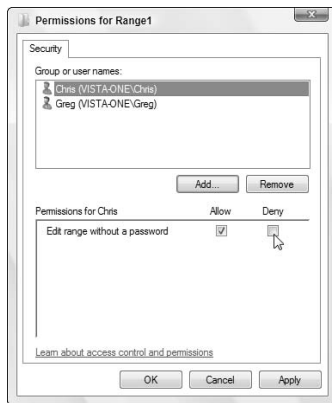 Permissions for Range1
Security
Group or user names:
Chris (VISTA-ONE\Chris)
Greg (VISTA-ONE\Greg)
Add...
Remove
Permissions for Chris
Allow
Deny
Edit range without a password
Learn about access control and permissions
OK
Cancel
Apply